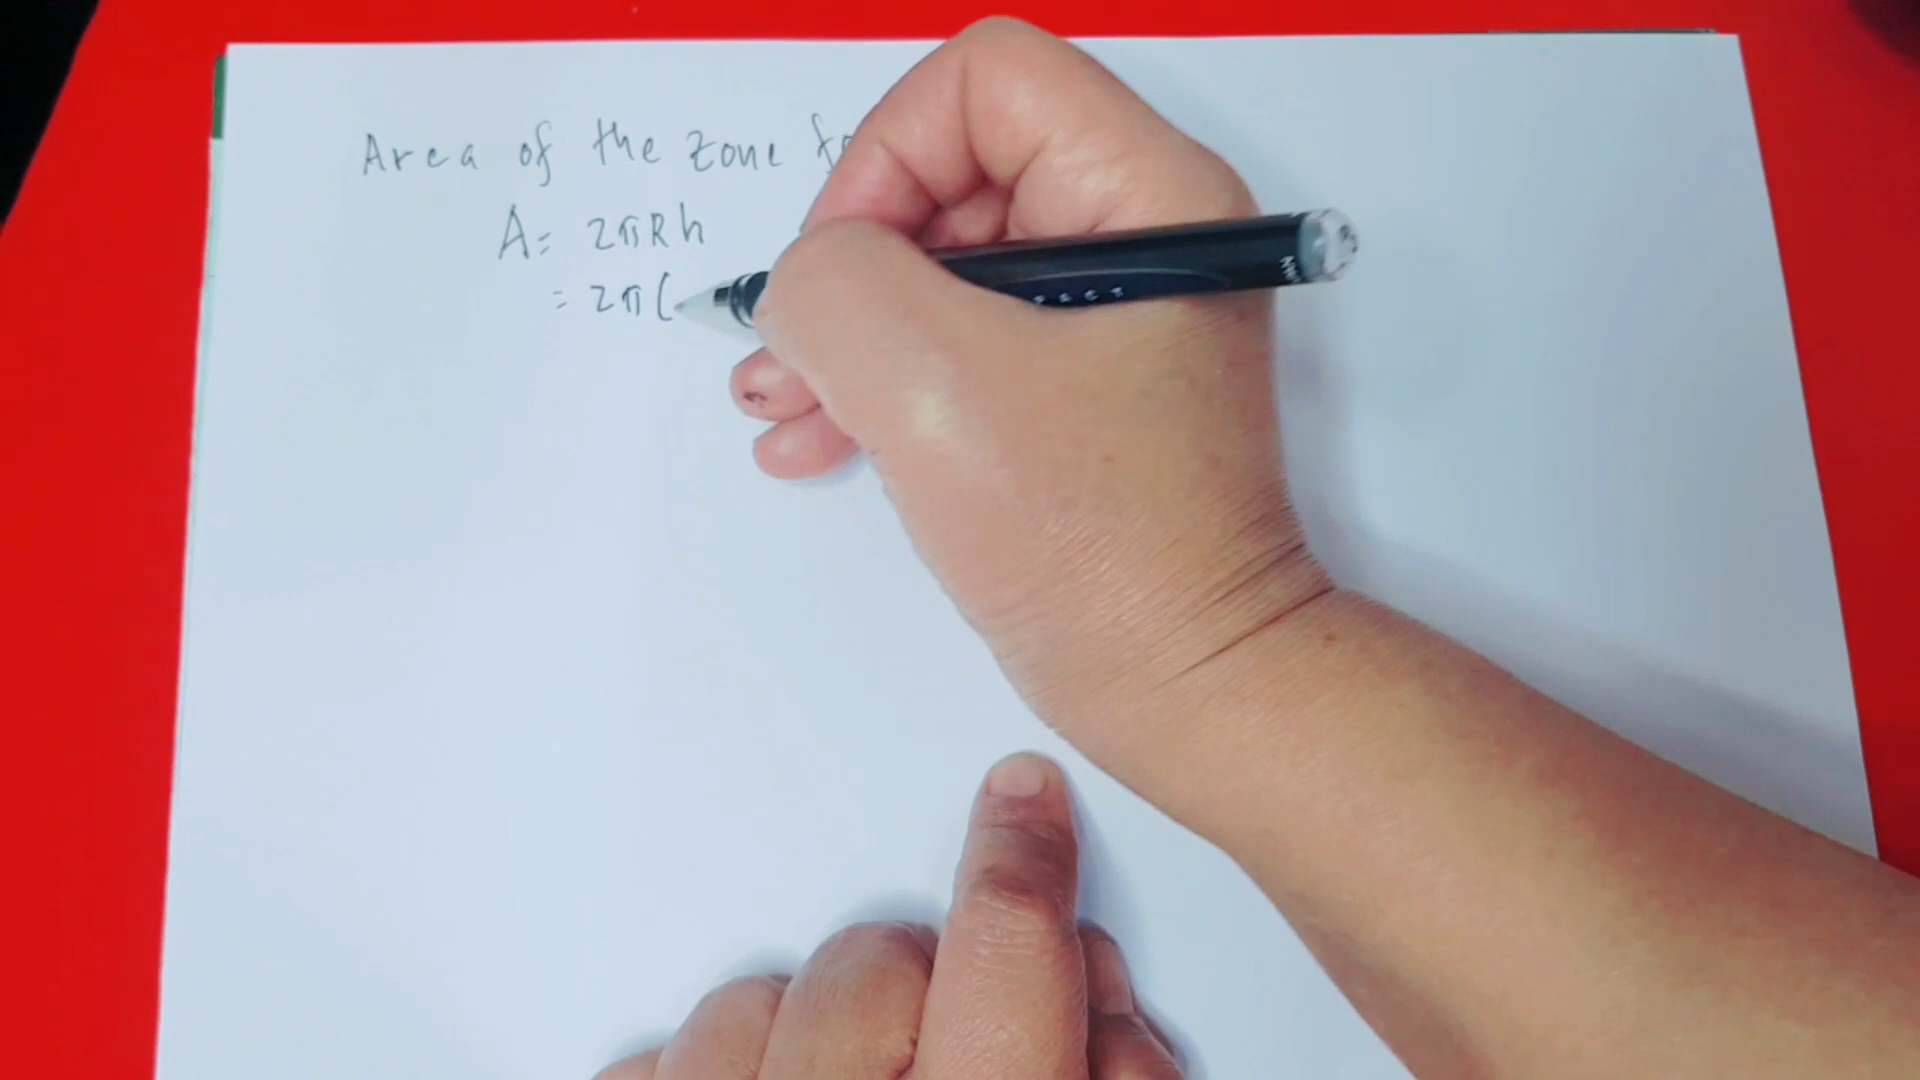 Area of the zone
A = 2πRh
= 2π(